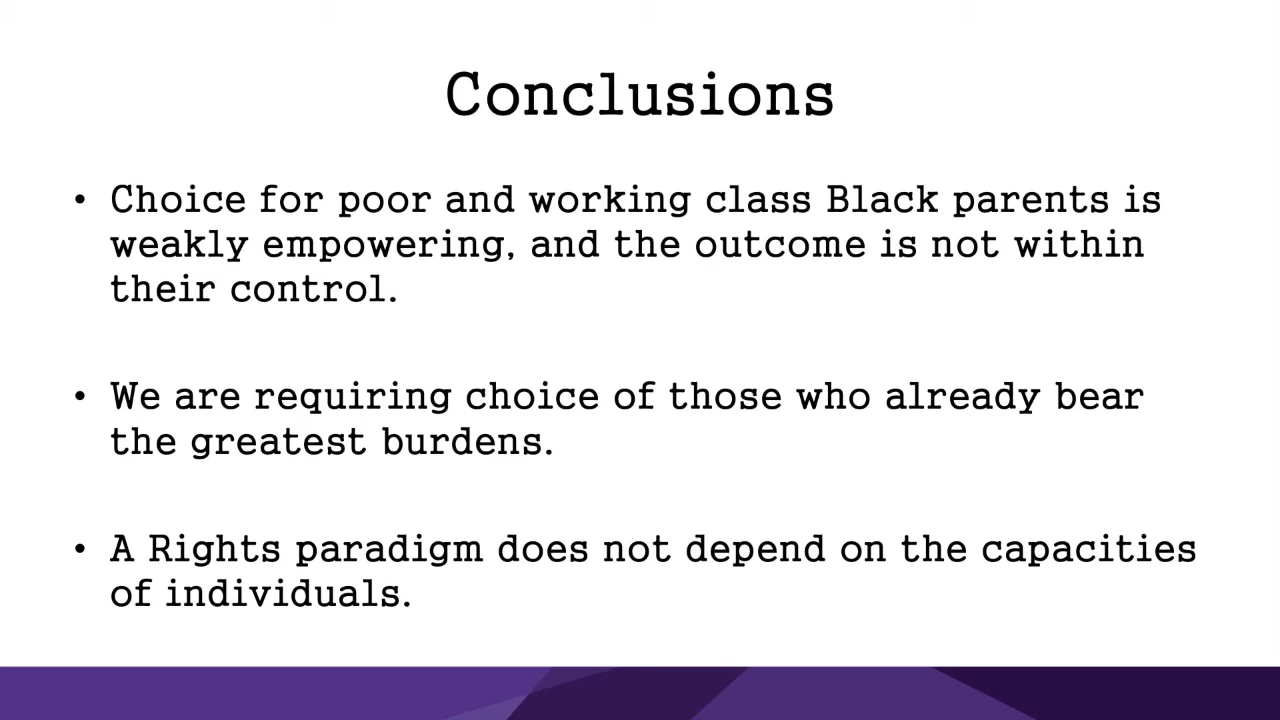 Conclusions
• Choice for poor and working class Black parents is
weakly empowering, and the outcome is not within
their control.
• We are requiring choice of those who already bear
the greatest burdens.
• A Rights paradigm does not depend on the capacities
of individuals.